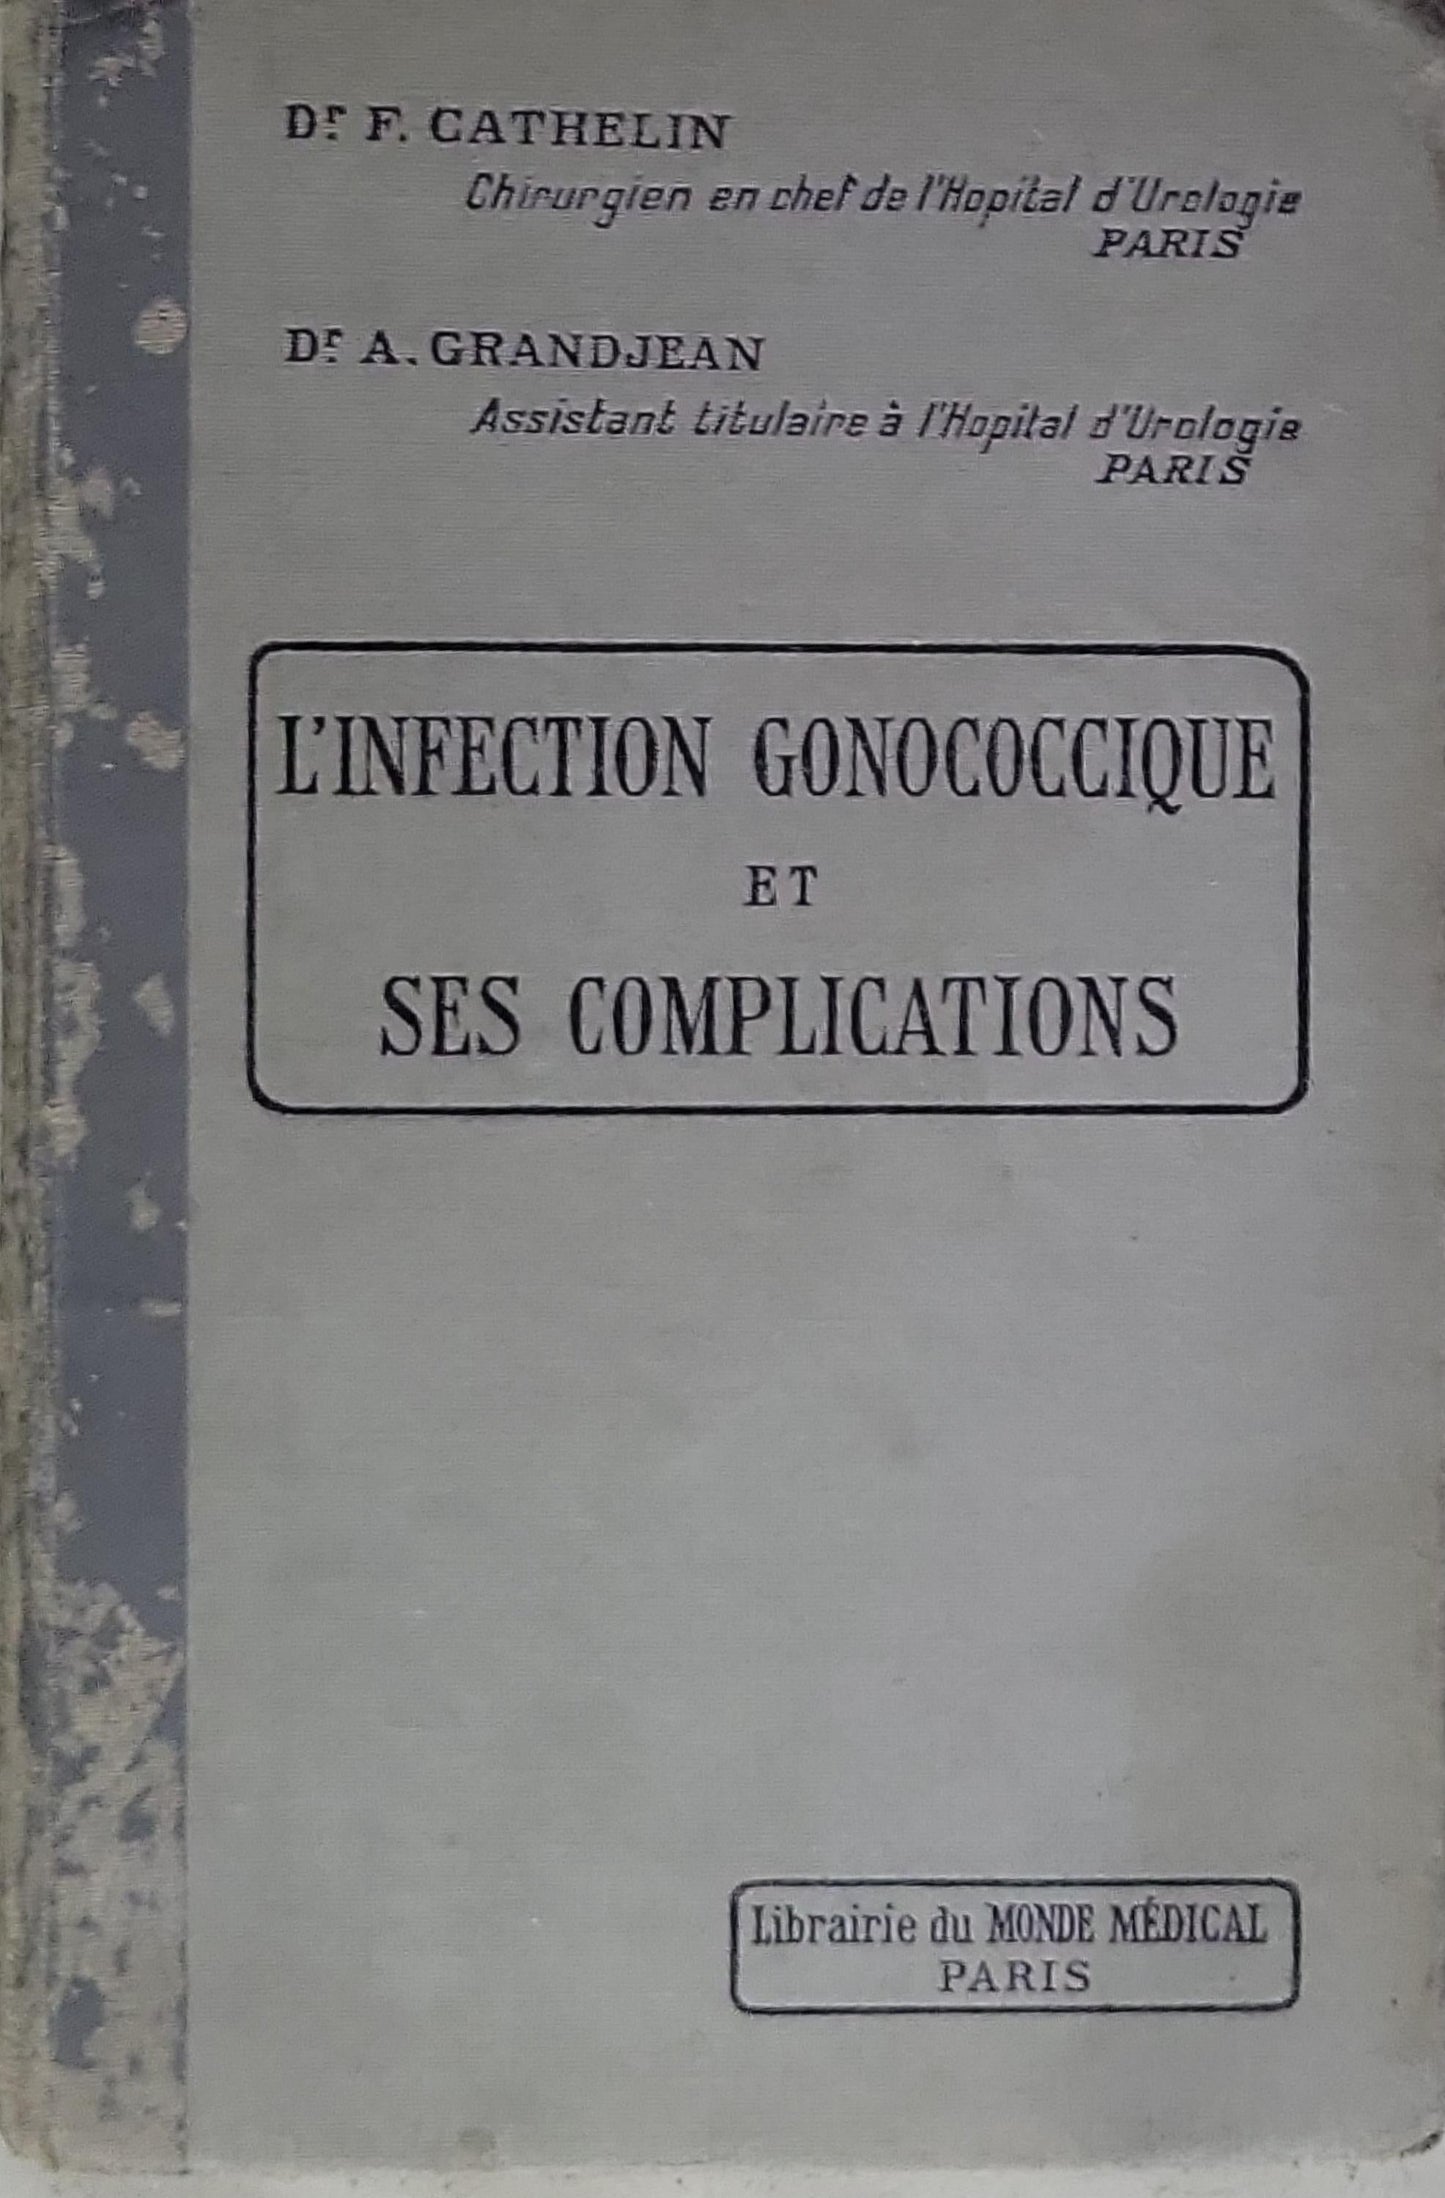 Dr F. CATHELIN
Chirurgien en chef de l'Hopital d'Urologie
PARIS
Dr A. GRANDJEAN
Assistant titulaire à l'Hopital d'Urologie
PARIS
L'INFECTION GONOCOCCIQUE
ET
SES COMPLICATIONS
Librairie du MONDE MÉDICAL
PARIS